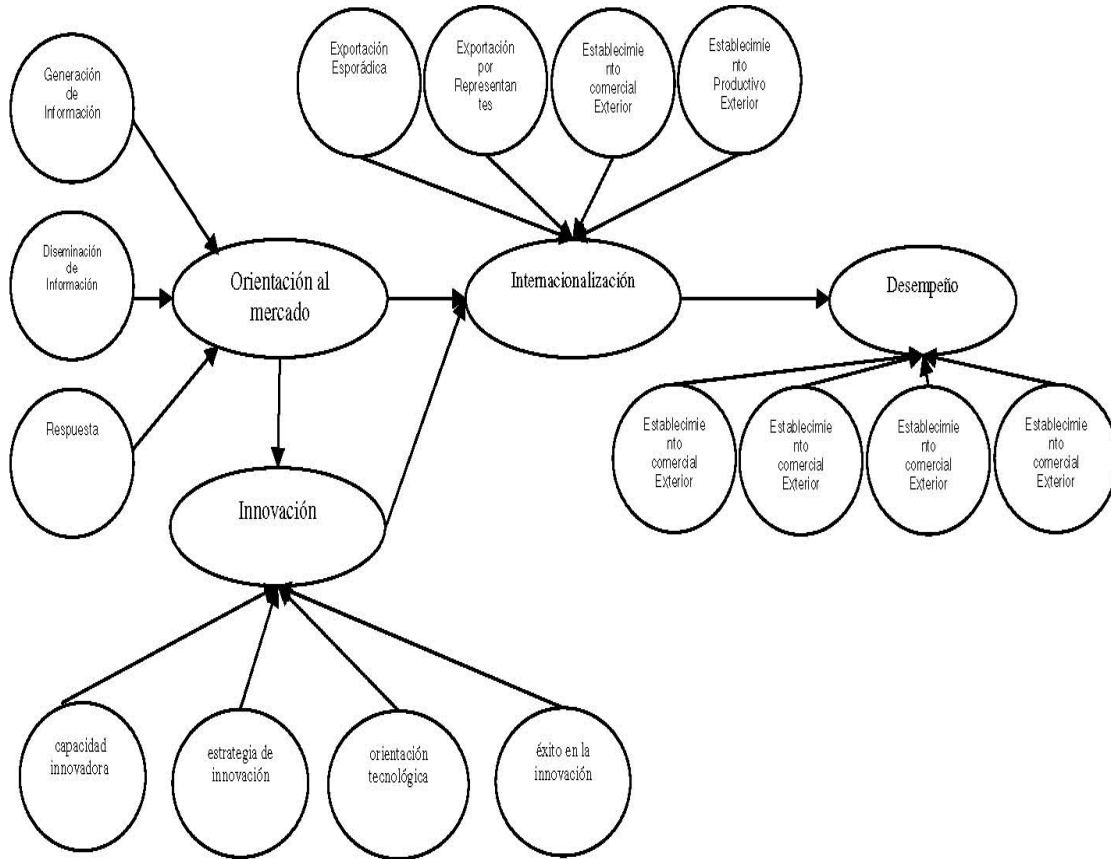 Generación
de
Información
Diseminación
de
Información
Respuesta
Orientación al
mercado
Exportación
Esporádica
Exportación
por
Representan
tes
Establecimie
nto
comercial
Exterior
Establecimie
nto
Productivo
Exterior
Internacionalización
Desempeño
Establecimie
nto
comercial
Exterior
Establecimie
nto
comercial
Exterior
Establecimie
nto
comercial
Exterior
Establecimie
nto
comercial
Exterior
Innovación
capacidad
innovadora
estrategia de
innovación
orientación
tecnológica
éxito en la
innovación